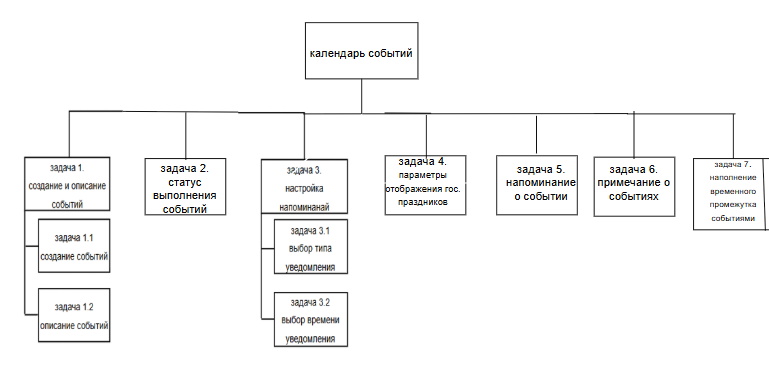 календарь событий
задача 1.
создание и описание
событий
задача 1.1
создание событий
задача 1.2
описание событий
задача 2.
статус
выполнения
событий
задача 3.
настройка
напоминанай
задача 3.1
выбор типа
уведомления
задача 3.2
выбор времени
уведомления
задача 4.
параметры
отображения гос.
праздников
задача 5.
напоминание
о событии
задача 6.
примечание о
событиях
задача 7.
наполнение
временного
промежутка
событиями